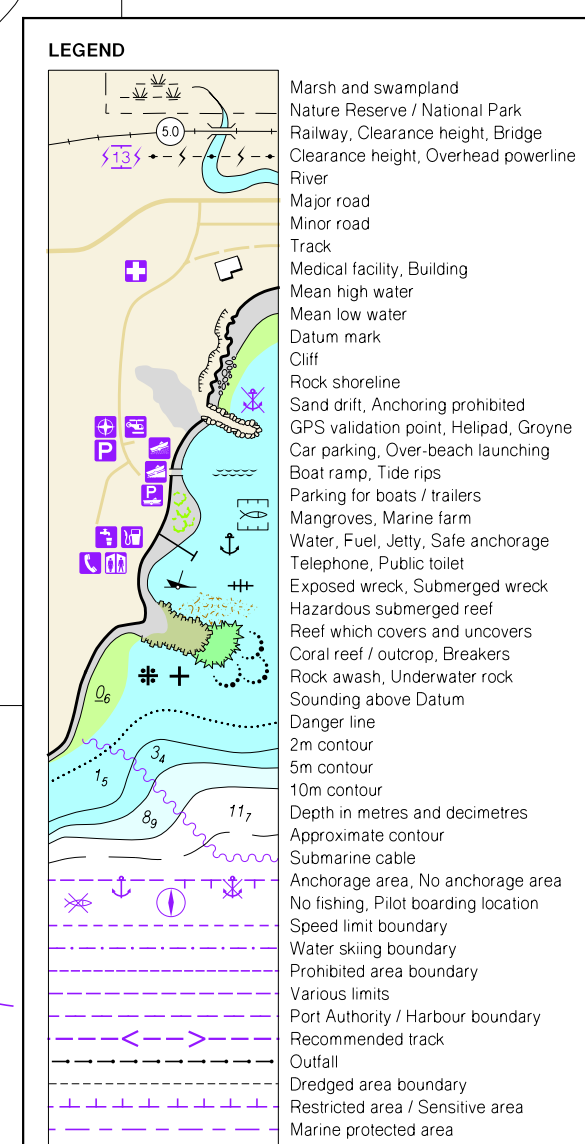 LEGEND
Marsh and swampland
Nature Reserve / National Park
5.0 Railway, Clearance height, Bridge
13 Clearance height, Overhead powerline
River
Major road
Minor road
Track
Medical facility, Building
Mean high water
Mean low water
Datum mark
Cliff
Rock shoreline
Sand drift, Anchoring prohibited
GPS validation point, Helipad, Groyne
P Car parking, Over-beach launching
Boat ramp, Tide rips
P Parking for boats / trailers
Mangroves, Marine farm
Water, Fuel, Jetty, Safe anchorage
Telephone, Public toilet
Exposed wreck, Submerged wreck
Hazardous submerged reef
Reef which covers and uncovers
Coral reef / outcrop, Breakers
Rock awash, Underwater rock
0₆ Sounding above Datum
Danger line
2m contour
3₄
5m contour
1₅
10m contour
8₉ 11₇ Depth in metres and decimetres
Approximate contour
Submarine cable
Anchorage area, No anchorage area
No fishing, Pilot boarding location
Speed limit boundary
Water skiing boundary
Prohibited area boundary
Various limits
Port Authority / Harbour boundary
Recommended track
Outfall
Dredged area boundary
Restricted area / Sensitive area
Marine protected area